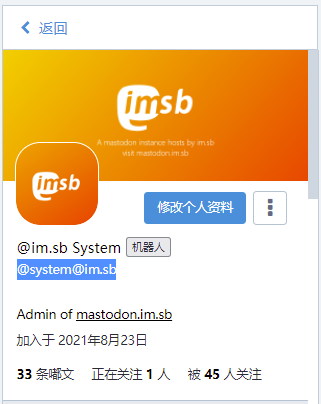 返回
imsb
A mastodon instance hosts by im.sb
visit mastodon.im.sb
imsb
修改个人资料
@im.sb System 机器人
@system@im.sb
Admin of mastodon.im.sb
加入于 2021年8月23日
33 条嘟文 正在关注 1 人 被 45 人关注